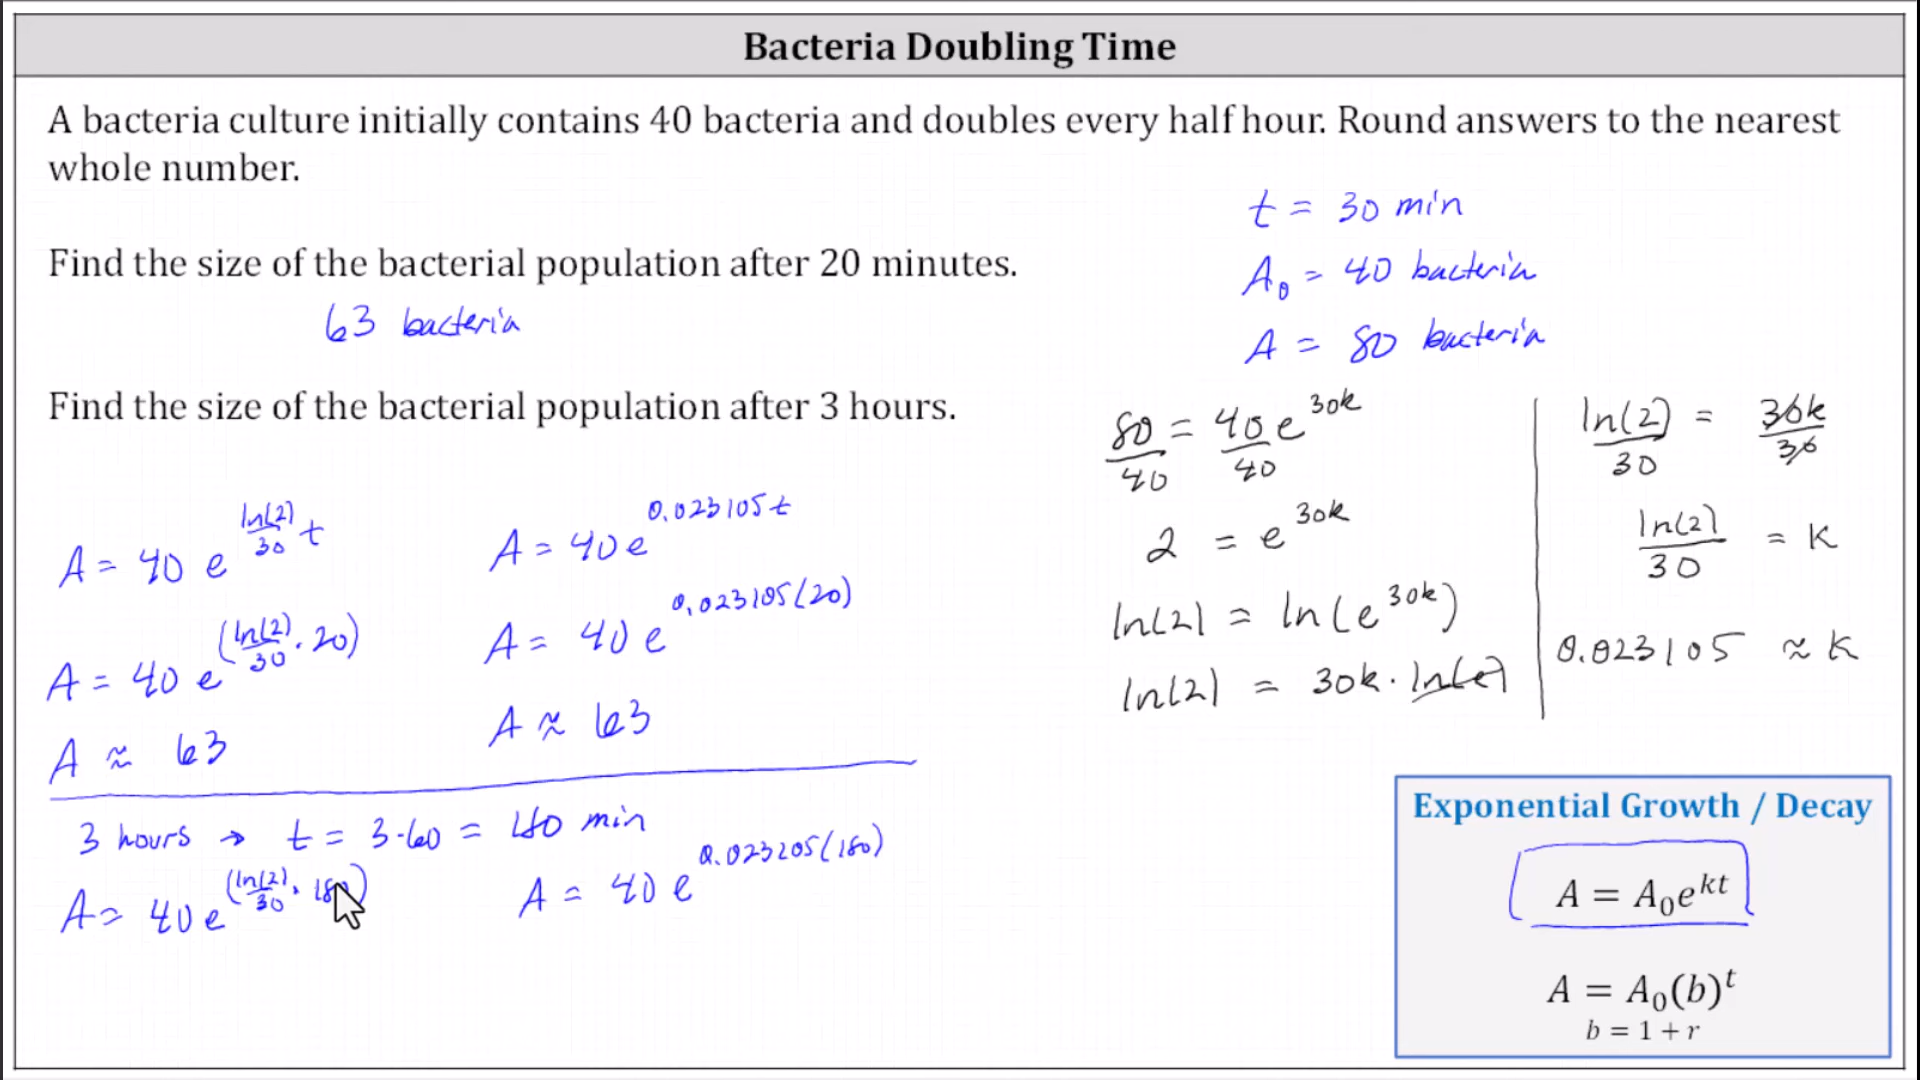 Bacteria Doubling Time
A bacteria culture initially contains 40 bacteria and doubles every half hour. Round answers to the nearest
whole number.
Find the size of the bacterial population after 20 minutes.
63 bacteria
Find the size of the bacterial population after 3 hours.
A = 40 e^(ln(2)/30 t)
A = 40 e^((ln(2)/30 · 20))
A ≈ 63
A = 40e^(0.023105t)
A = 40e^(0.023105(20))
A ≈ 63
3 hours → t = 3·60 = 180 min
A = 40e^((ln(2)/30 · 180))
A = 40e^(0.023205(180))
t = 30 min
A₀ = 40 bacteria
A = 80 bacteria
80/40 = 40e^(30k)/40
2 = e^(30k)
ln(2) = ln(e^(30k))
ln(2) = 30k · ln(e)
ln(2)/30 = 30k/30
ln(2)/30 = k
0.023105 ≈ k
Exponential Growth / Decay
A = A₀e^(kt)
A = A₀(b)^t
b = 1 + r